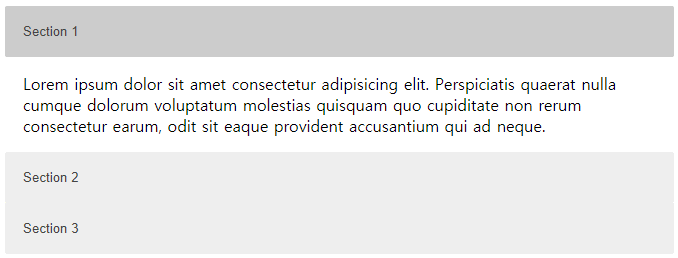 Section 1
Lorem ipsum dolor sit amet consectetur adipisicing elit. Perspiciatis quaerat nulla
cumque dolorum voluptatum molestias quisquam quo cupiditate non rerum
consectetur earum, odit sit eaque provident accusantium qui ad neque.
Section 2
Section 3